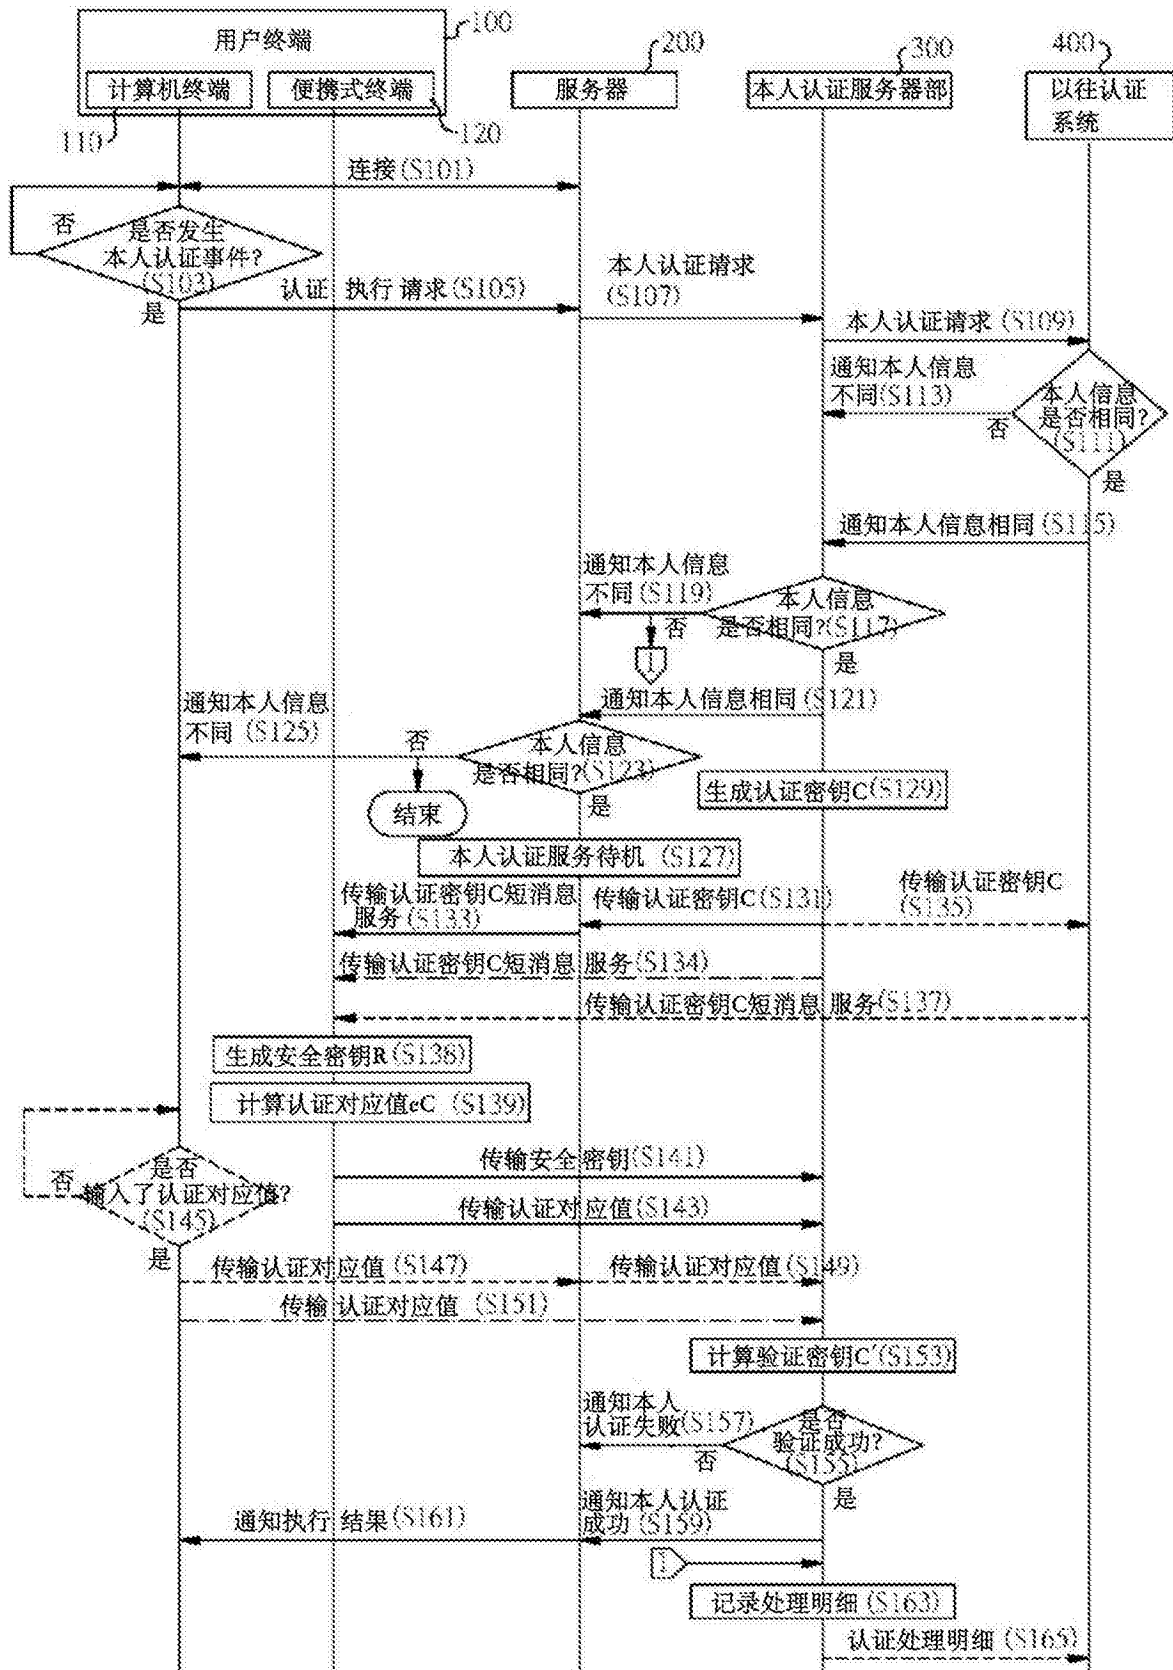 100
用户终端
计算机终端
便携式终端
110
120
200
服务器
300
本人认证服务器部
400
以往认证
系统
连接(S101)
否
是否发生
本人认证事件?
(S103)
是
认证 执行 请求(S105)
本人认证请求
(S107)
本人认证请求(S109)
通知本人信息
不同(S113)
本人信息
是否相同?
(S111)
否
是
通知本人信息相同(S115)
通知本人信息
不同(S119)
本人信息
是否相同?(S117)
否
1
是
通知本人信息相同(S121)
通知本人信息
不同(S125)
否
本人信息
是否相同?(S123)
结束
是
生成认证密钥C(S129)
本人认证服务待机 (S127)
传输认证密钥C短消息
服务(S133)
传输认证密钥C(S131)
传输认证密钥C
(S135)
传输认证密钥C短消息 服务(S134)
传输认证密钥C短消息 服务(S137)
生成安全密钥R(S138)
计算认证对应值eC (S139)
否
是否
输入了认证对应值?
(S145)
是
传输安全密钥(S141)
传输认证对应值(S143)
传输认证对应值(S147)
传输认证对应值(S149)
传输 认证对应值 (S151)
计算验证密钥C′(S153)
通知本人
认证失败(S157)
是否
验证成功?
(S155)
否
是
通知执行 结果(S161)
通知本人认证
成功(S159)
1
记录处理明细(S163)
认证处理明细(S165)